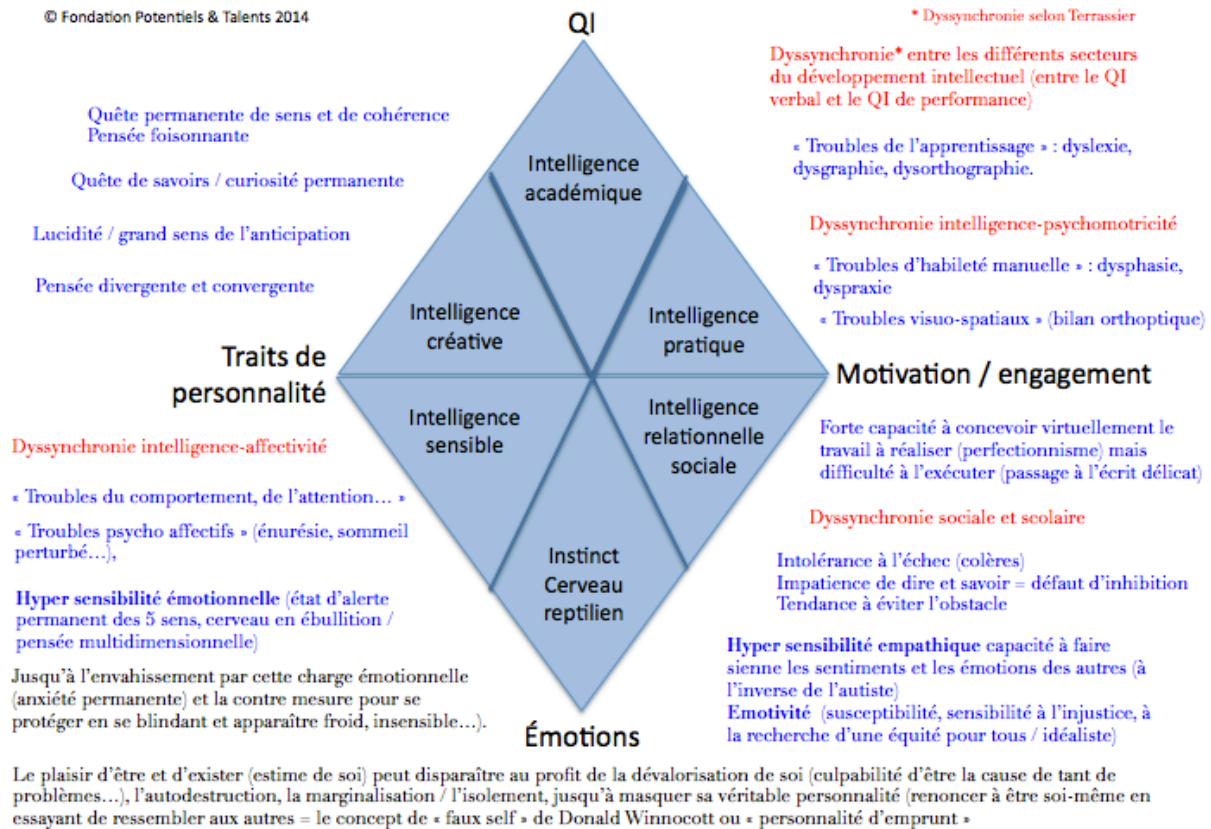 © Fondation Potentiels & Talents 2014
QI
* Dyssynchronie selon Terrassier
Dyssynchronie* entre les différents secteurs
du développement intellectuel (entre le QI
verbal et le QI de performance)
Quête permanente de sens et de cohérence
Pensée foisonnante
« Troubles de l'apprentissage » : dyslexie,
dysgraphie, dysorthographie.
Intelligence
académique
Quête de savoirs / curiosité permanente
Lucidité / grand sens de l'anticipation
Dyssynchronie intelligence-psychomotricité
Pensée divergente et convergente
« Troubles d'habileté manuelle » : dysphasie,
dyspraxie
« Troubles visuo-spatiaux » (bilan orthoptique)
Intelligence
créative
Intelligence
pratique
Traits de
personnalité
Motivation / engagement
Intelligence
sensible
Intelligence
relationnelle
sociale
Dyssynchronie intelligence-affectivité
« Troubles du comportement, de l'attention... »
« Troubles psycho affectifs » (énurésie, sommeil
perturbé...),
Hyper sensibilité émotionnelle (état d'alerte
permanent des 5 sens, cerveau en ébullition /
pensée multidimensionnelle)
Jusqu'à l'envahissement par cette charge émotionnelle
(anxiété permanente) et la contre mesure pour se
protéger en se blindant et apparaître froid, insensible...).
Instinct
Cerveau
reptilien
Forte capacité à concevoir virtuellement le
travail à réaliser (perfectionnisme) mais
difficulté à l'exécuter (passage à l'écrit délicat)
Dyssynchronie sociale et scolaire
Intolérance à l'échec (colères)
Impatience de dire et savoir = défaut d'inhibition
Tendance à éviter l'obstacle
Hyper sensibilité empathique capacité à faire
sienne les sentiments et les émotions des autres (à
l'inverse de l'autiste)
Emotivité (susceptibilité, sensibilité à l'injustice, à
la recherche d'une équité pour tous / idéaliste)
Émotions
Le plaisir d'être et d'exister (estime de soi) peut disparaître au profit de la dévalorisation de soi (culpabilité d'être la cause de tant de
problèmes...), l'autodestruction, la marginalisation / l'isolement, jusqu'à masquer sa véritable personnalité (renoncer à être soi-même en
essayant de ressembler aux autres = le concept de « faux self » de Donald Winnocott ou « personnalité d'emprunt »